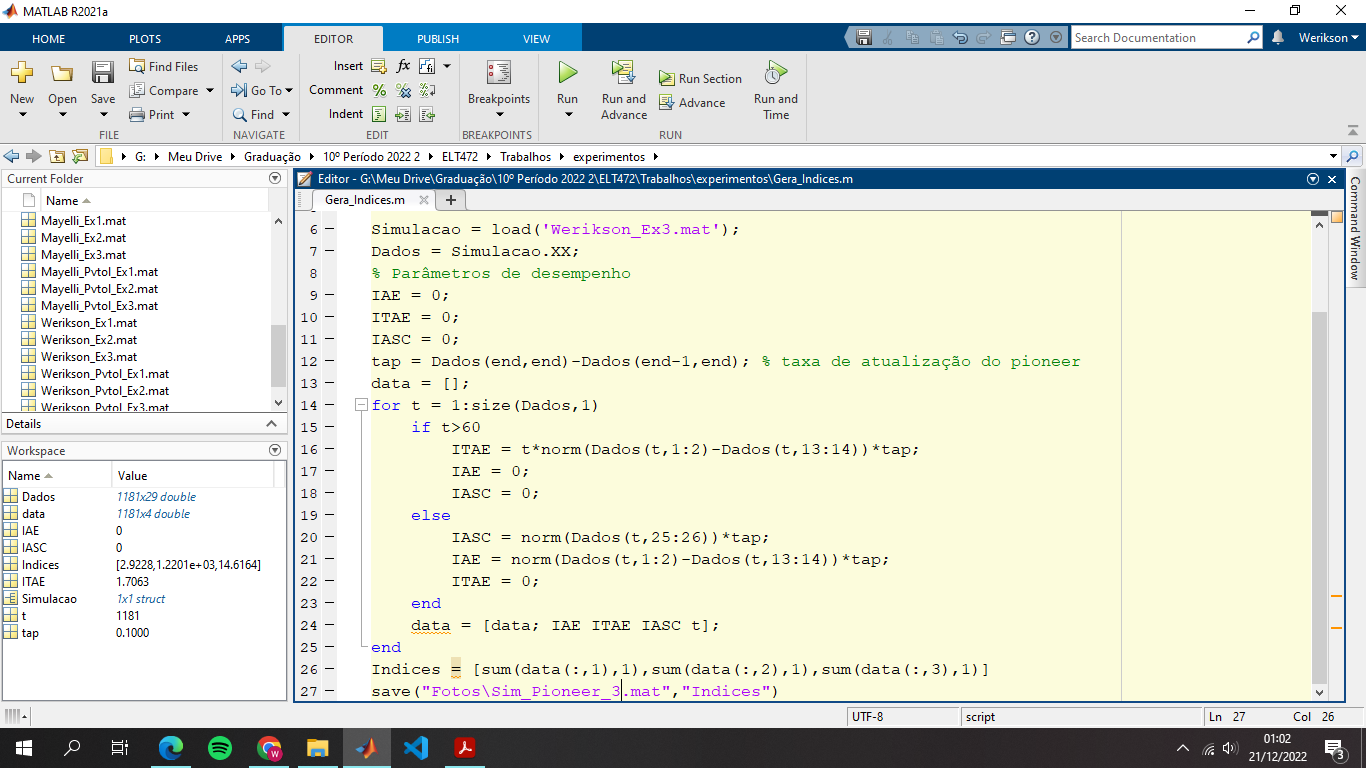 MATLAB R2021a
HOME PLOTS APPS EDITOR PUBLISH VIEW
Search Documentation
Werikson
New Open Save
Find Files
Compare
Print
FILE
Go To
Find
NAVIGATE
Insert fx
Comment
Indent
EDIT
Breakpoints
BREAKPOINTS
Run
Run and Advance
Run Section
Advance
Run and Time
RUN
G: Meu Drive Graduação 10º Período 2022 2 ELT472 Trabalhos experimentos
Current Folder
Name
Mayelli_Ex1.mat
Mayelli_Ex2.mat
Mayelli_Ex3.mat
Mayelli_Pvtol_Ex1.mat
Mayelli_Pvtol_Ex2.mat
Mayelli_Pvtol_Ex3.mat
Werikson_Ex1.mat
Werikson_Ex2.mat
Werikson_Ex3.mat
Werikson_Pvtol_Ex1.mat
Werikson_Pvtol_Ex2.mat
Werikson_Pvtol_Ex3.mat
Details
Workspace
Name Value
Dados 1181x29 double
data 1181x4 double
IAE 0
IASC 0
Indices [2.9228,1.2201e+03,14.6164]
ITAE 1.7063
Simulacao 1x1 struct
t 1181
tap 0.1000
Editor - G:\Meu Drive\Graduação\10º Período 2022 2\ELT472\Trabalhos\experimentos\Gera_Indices.m
Gera_Indices.m
6 Simulacao = load('Werikson_Ex3.mat');
7 Dados = Simulacao.XX;
8 % Parâmetros de desempenho
9 IAE = 0;
10 ITAE = 0;
11 IASC = 0;
12 tap = Dados(end,end)-Dados(end-1,end); % taxa de atualização do pioneer
13 data = [];
14 for t = 1:size(Dados,1)
15 if t>60
16 ITAE = t*norm(Dados(t,1:2)-Dados(t,13:14))*tap;
17 IAE = 0;
18 IASC = 0;
19 else
20 IASC = norm(Dados(t,25:26))*tap;
21 IAE = norm(Dados(t,1:2)-Dados(t,13:14))*tap;
22 ITAE = 0;
23 end
24 data = [data; IAE ITAE IASC t];
25 end
26 Indices = [sum(data(:,1),1),sum(data(:,2),1),sum(data(:,3),1)]
27 save("Fotos\Sim_Pioneer_3.mat","Indices")
Command Window
UTF-8 script Ln 27 Col 26
01:02
21/12/2022
3